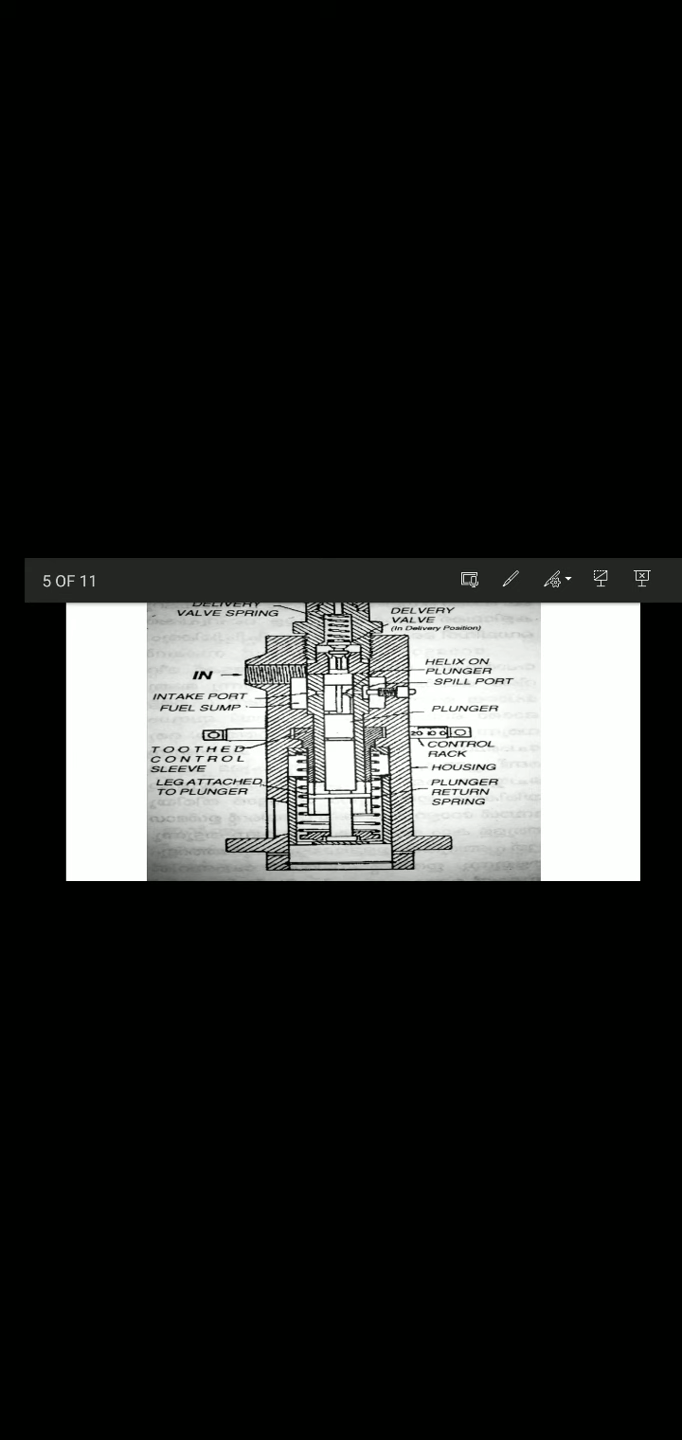 5 OF 11
DELIVERY
VALVE SPRING
DELVERY
VALVE
(In Delivery Position)
HELIX ON
PLUNGER
IN
SPILL PORT
INTAKE PORT
FUEL SUMP
PLUNGER
TOOTHED
CONTROL
SLEEVE
CONTROL
RACK
HOUSING
LEG ATTACHED
TO PLUNGER
PLUNGER
RETURN
SPRING